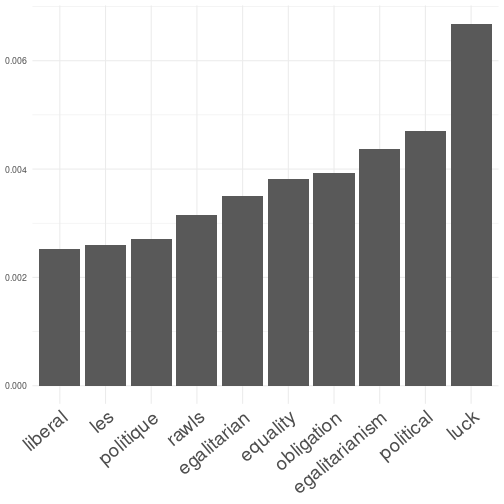 0.006
0.004
0.002
0.000
liberal
les
politique
rawls
egalitarian
equality
obligation
egalitarianism
political
luck